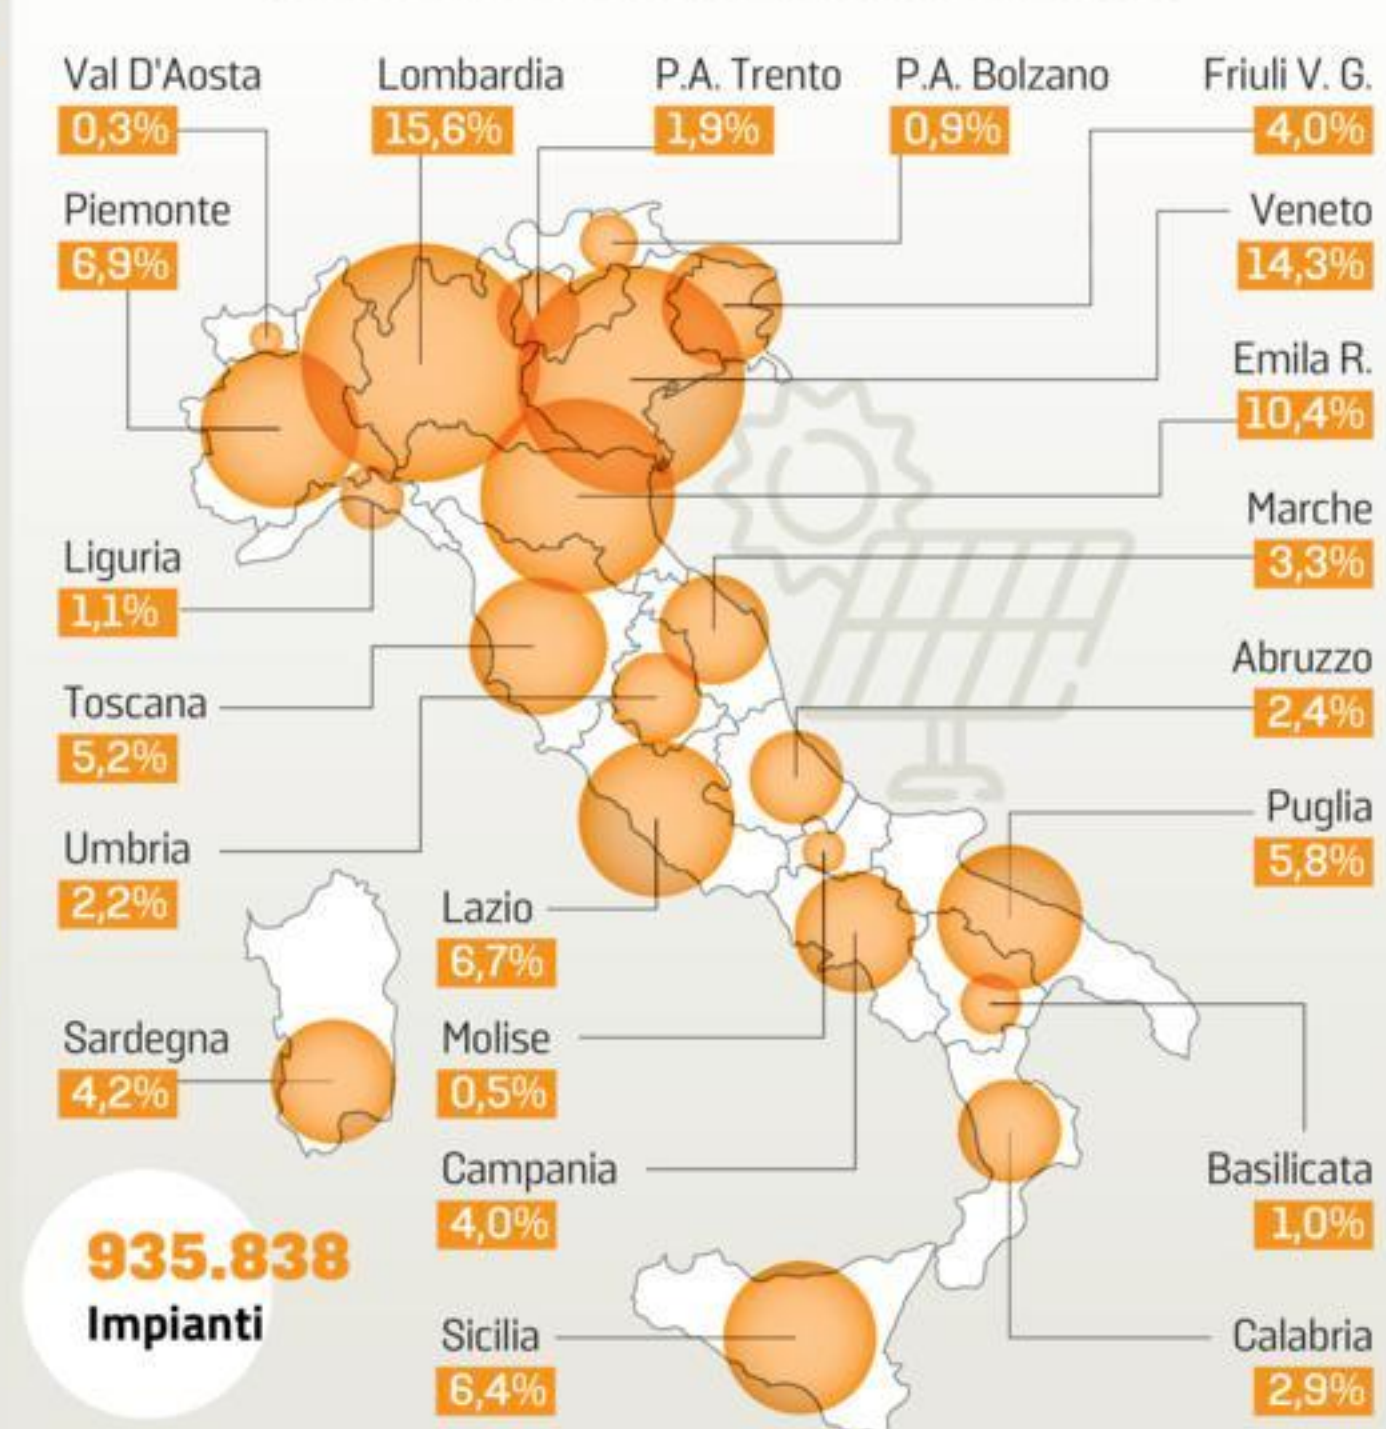 Val D'Aosta
0,3%
Lombardia
15,6%
P.A. Trento
1,9%
P.A. Bolzano
0,9%
Friuli V. G.
4,0%
Piemonte
6,9%
Veneto
14,3%
Emila R.
10,4%
Marche
3,3%
Liguria
1,1%
Abruzzo
2,4%
Toscana
5,2%
Puglia
5,8%
Umbria
2,2%
Lazio
6,7%
Sardegna
4,2%
Molise
0,5%
Campania
4,0%
Basilicata
1,0%
935.838
Impianti
Sicilia
6,4%
Calabria
2,9%